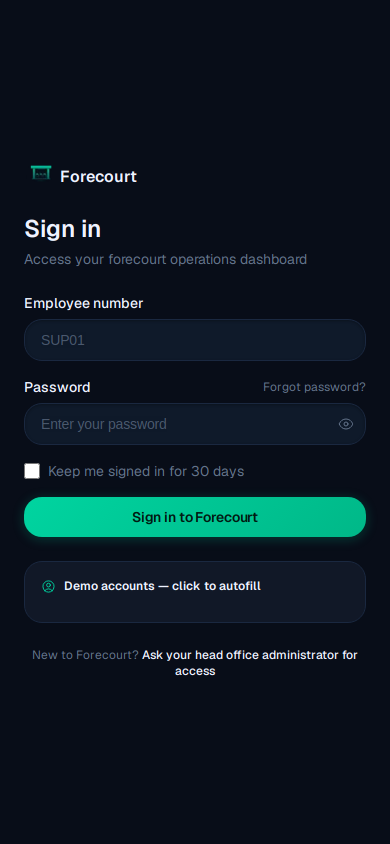 Forecourt
Sign in
Access your forecourt operations dashboard
Employee number
SUP01
Password Forgot password?
Enter your password
Keep me signed in for 30 days
Sign in to Forecourt
Demo accounts — click to autofill
New to Forecourt? Ask your head office administrator for
access